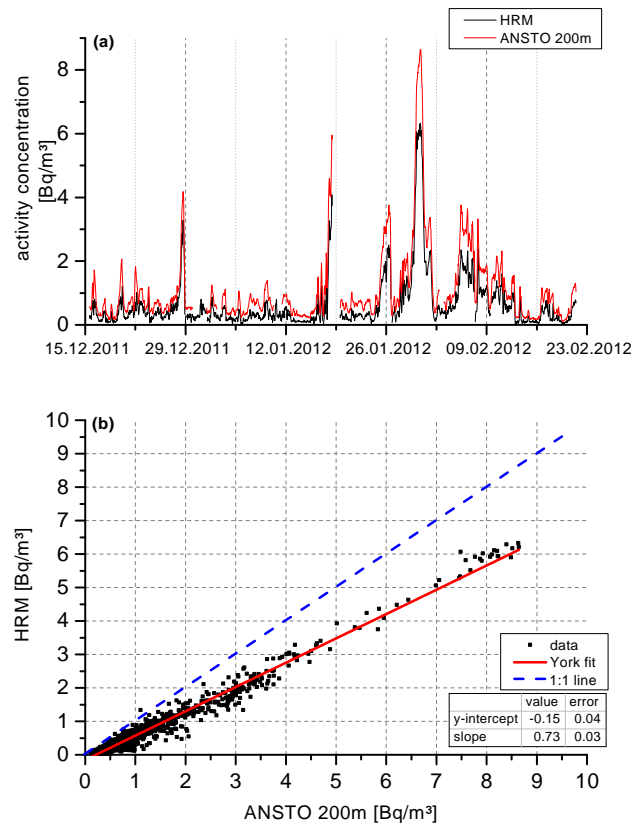 (a)
HRM
ANSTO 200m
activity concentration
[Bq/m³]
8
6
4
2
0
15.12.2011 29.12.2011 12.01.2012 26.01.2012 09.02.2012 23.02.2012
(b)
HRM [Bq/m³]
10
9
8
7
6
5
4
3
2
1
0
data
York fit
1:1 line
value error
y-intercept -0.15 0.04
slope 0.73 0.03
0 1 2 3 4 5 6 7 8 9 10
ANSTO 200m [Bq/m³]